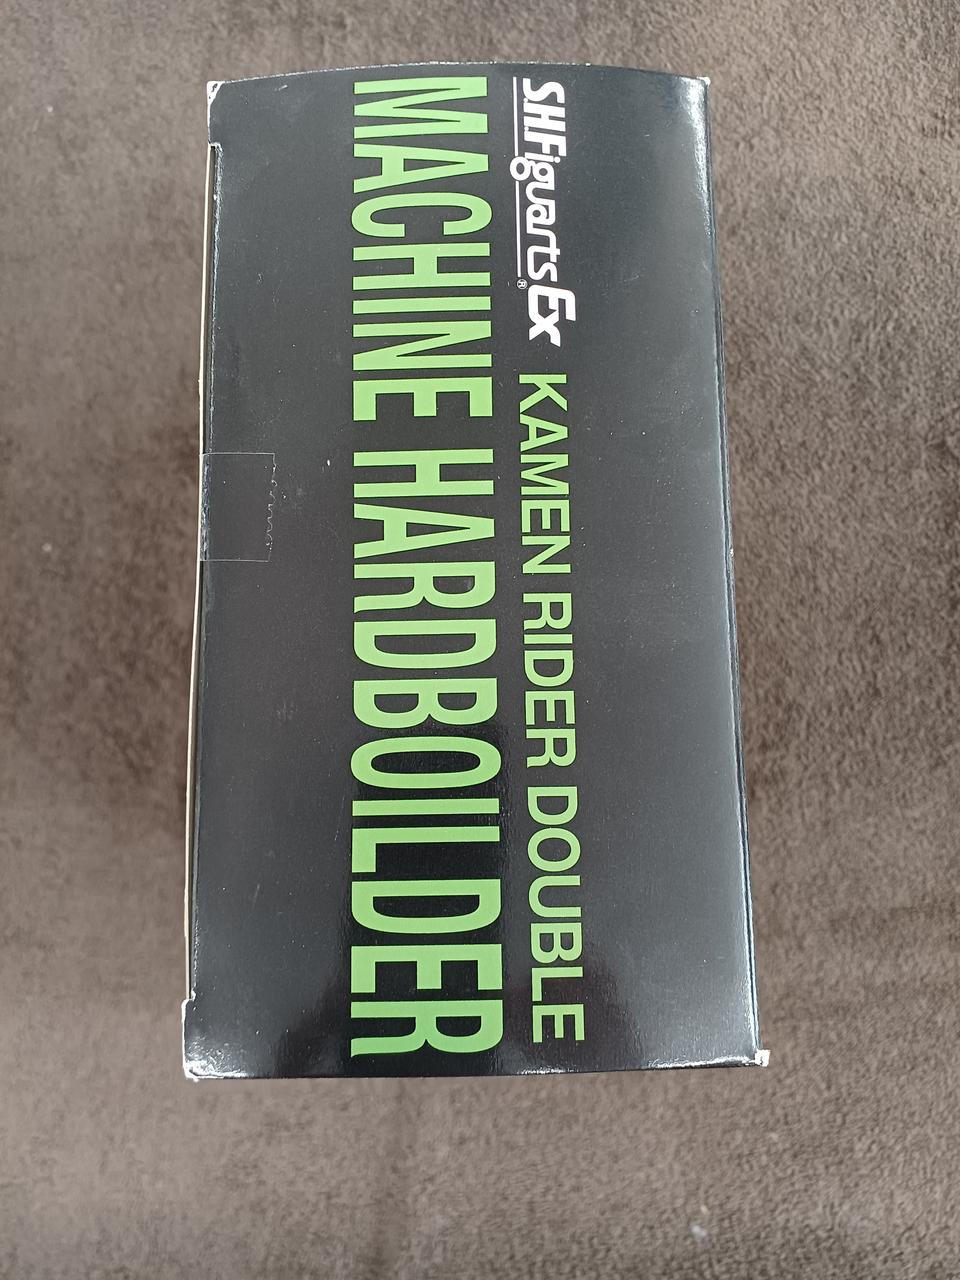 S.H.Figuarts EX® KAMEN RIDER DOUBLE
MACHINE HARDBOILDER